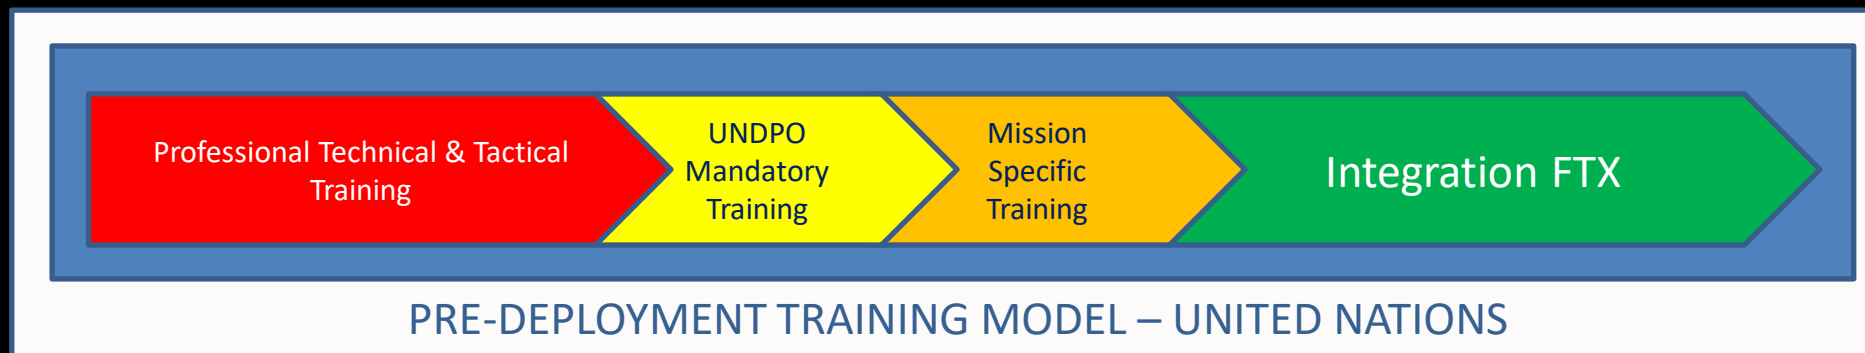 Professional Technical & Tactical
Training
UNDPO
Mandatory
Training
Mission
Specific
Training
Integration FTX
PRE-DEPLOYMENT TRAINING MODEL – UNITED NATIONS